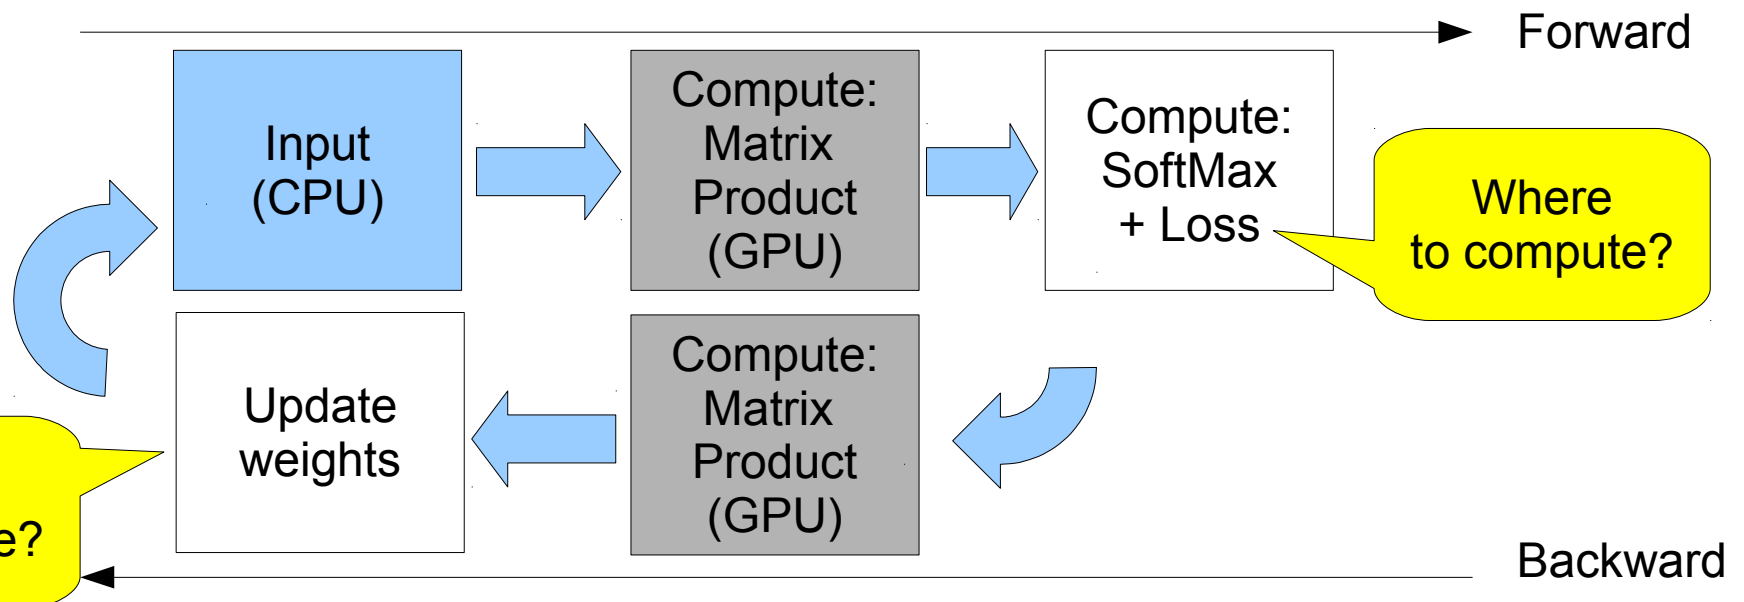 Forward
Input
(CPU)
Compute:
Matrix
Product
(GPU)
Compute:
SoftMax
+ Loss
Where
to compute?
Update
weights
Compute:
Matrix
Product
(GPU)
e?
Backward